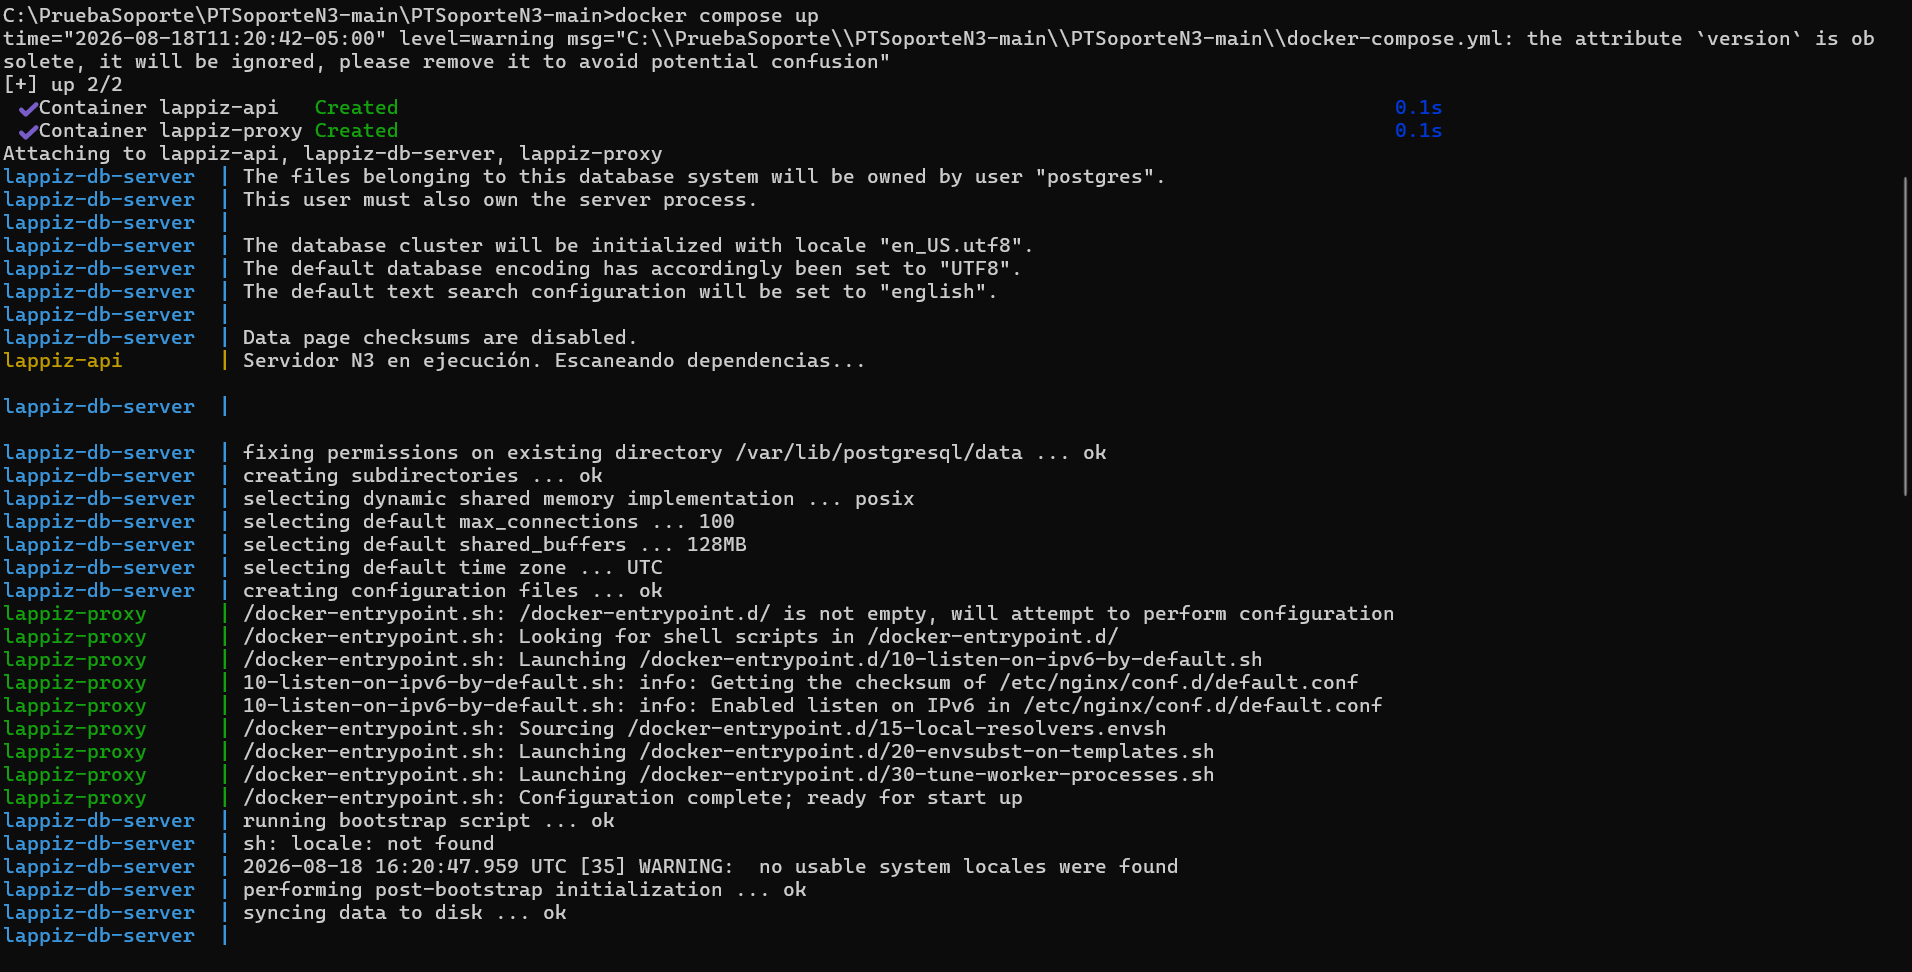 C:\PruebaSoporte\PTSoporteN3-main\PTSoporteN3-main>docker compose up
time="2026-08-18T11:20:42-05:00" level=warning msg="C:\\PruebaSoporte\\PTSoporteN3-main\\PTSoporteN3-main\\docker-compose.yml: the attribute `version` is ob
solete, it will be ignored, please remove it to avoid potential confusion"
[+] up 2/2
✔Container lappiz-api   Created 0.1s
✔Container lappiz-proxy Created 0.1s
Attaching to lappiz-api, lappiz-db-server, lappiz-proxy
lappiz-db-server  | The files belonging to this database system will be owned by user "postgres".
lappiz-db-server  | This user must also own the server process.
lappiz-db-server  |
lappiz-db-server  | The database cluster will be initialized with locale "en_US.utf8".
lappiz-db-server  | The default database encoding has accordingly been set to "UTF8".
lappiz-db-server  | The default text search configuration will be set to "english".
lappiz-db-server  |
lappiz-db-server  | Data page checksums are disabled.
lappiz-api        | Servidor N3 en ejecución. Escaneando dependencias...
lappiz-db-server  |
lappiz-db-server  | fixing permissions on existing directory /var/lib/postgresql/data ... ok
lappiz-db-server  | creating subdirectories ... ok
lappiz-db-server  | selecting dynamic shared memory implementation ... posix
lappiz-db-server  | selecting default max_connections ... 100
lappiz-db-server  | selecting default shared_buffers ... 128MB
lappiz-db-server  | selecting default time zone ... UTC
lappiz-db-server  | creating configuration files ... ok
lappiz-proxy      | /docker-entrypoint.sh: /docker-entrypoint.d/ is not empty, will attempt to perform configuration
lappiz-proxy      | /docker-entrypoint.sh: Looking for shell scripts in /docker-entrypoint.d/
lappiz-proxy      | /docker-entrypoint.sh: Launching /docker-entrypoint.d/10-listen-on-ipv6-by-default.sh
lappiz-proxy      | 10-listen-on-ipv6-by-default.sh: info: Getting the checksum of /etc/nginx/conf.d/default.conf
lappiz-proxy      | 10-listen-on-ipv6-by-default.sh: info: Enabled listen on IPv6 in /etc/nginx/conf.d/default.conf
lappiz-proxy      | /docker-entrypoint.sh: Sourcing /docker-entrypoint.d/15-local-resolvers.envsh
lappiz-proxy      | /docker-entrypoint.sh: Launching /docker-entrypoint.d/20-envsubst-on-templates.sh
lappiz-proxy      | /docker-entrypoint.sh: Launching /docker-entrypoint.d/30-tune-worker-processes.sh
lappiz-proxy      | /docker-entrypoint.sh: Configuration complete; ready for start up
lappiz-db-server  | running bootstrap script ... ok
lappiz-db-server  | sh: locale: not found
lappiz-db-server  | 2026-08-18 16:20:47.959 UTC [35] WARNING:  no usable system locales were found
lappiz-db-server  | performing post-bootstrap initialization ... ok
lappiz-db-server  | syncing data to disk ... ok
lappiz-db-server  |